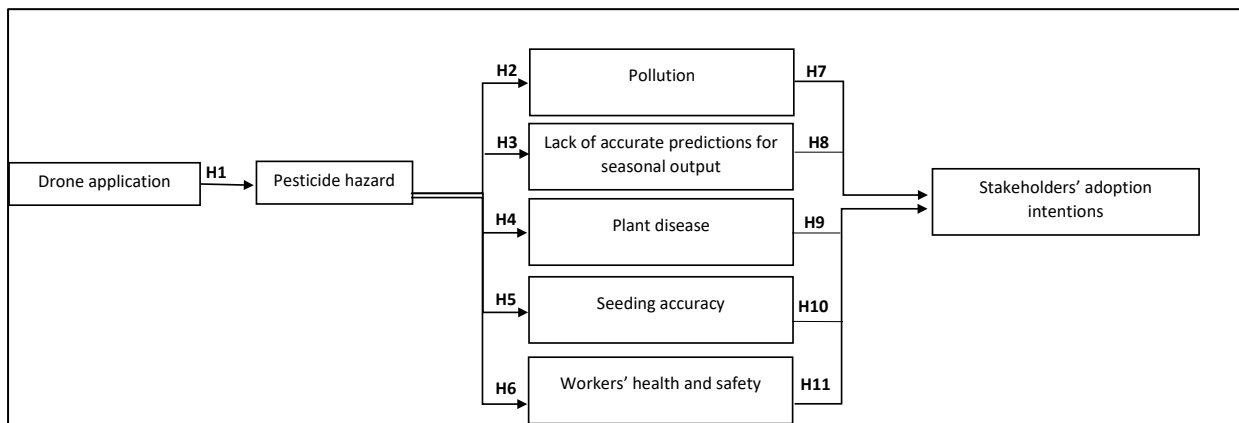 H2
Pollution
H7
H3
Lack of accurate predictions for
seasonal output
H8
Drone application
H1
Pesticide hazard
Stakeholders’ adoption
intentions
H4
Plant disease
H9
H5
Seeding accuracy
H10
H6
Workers’ health and safety
H11